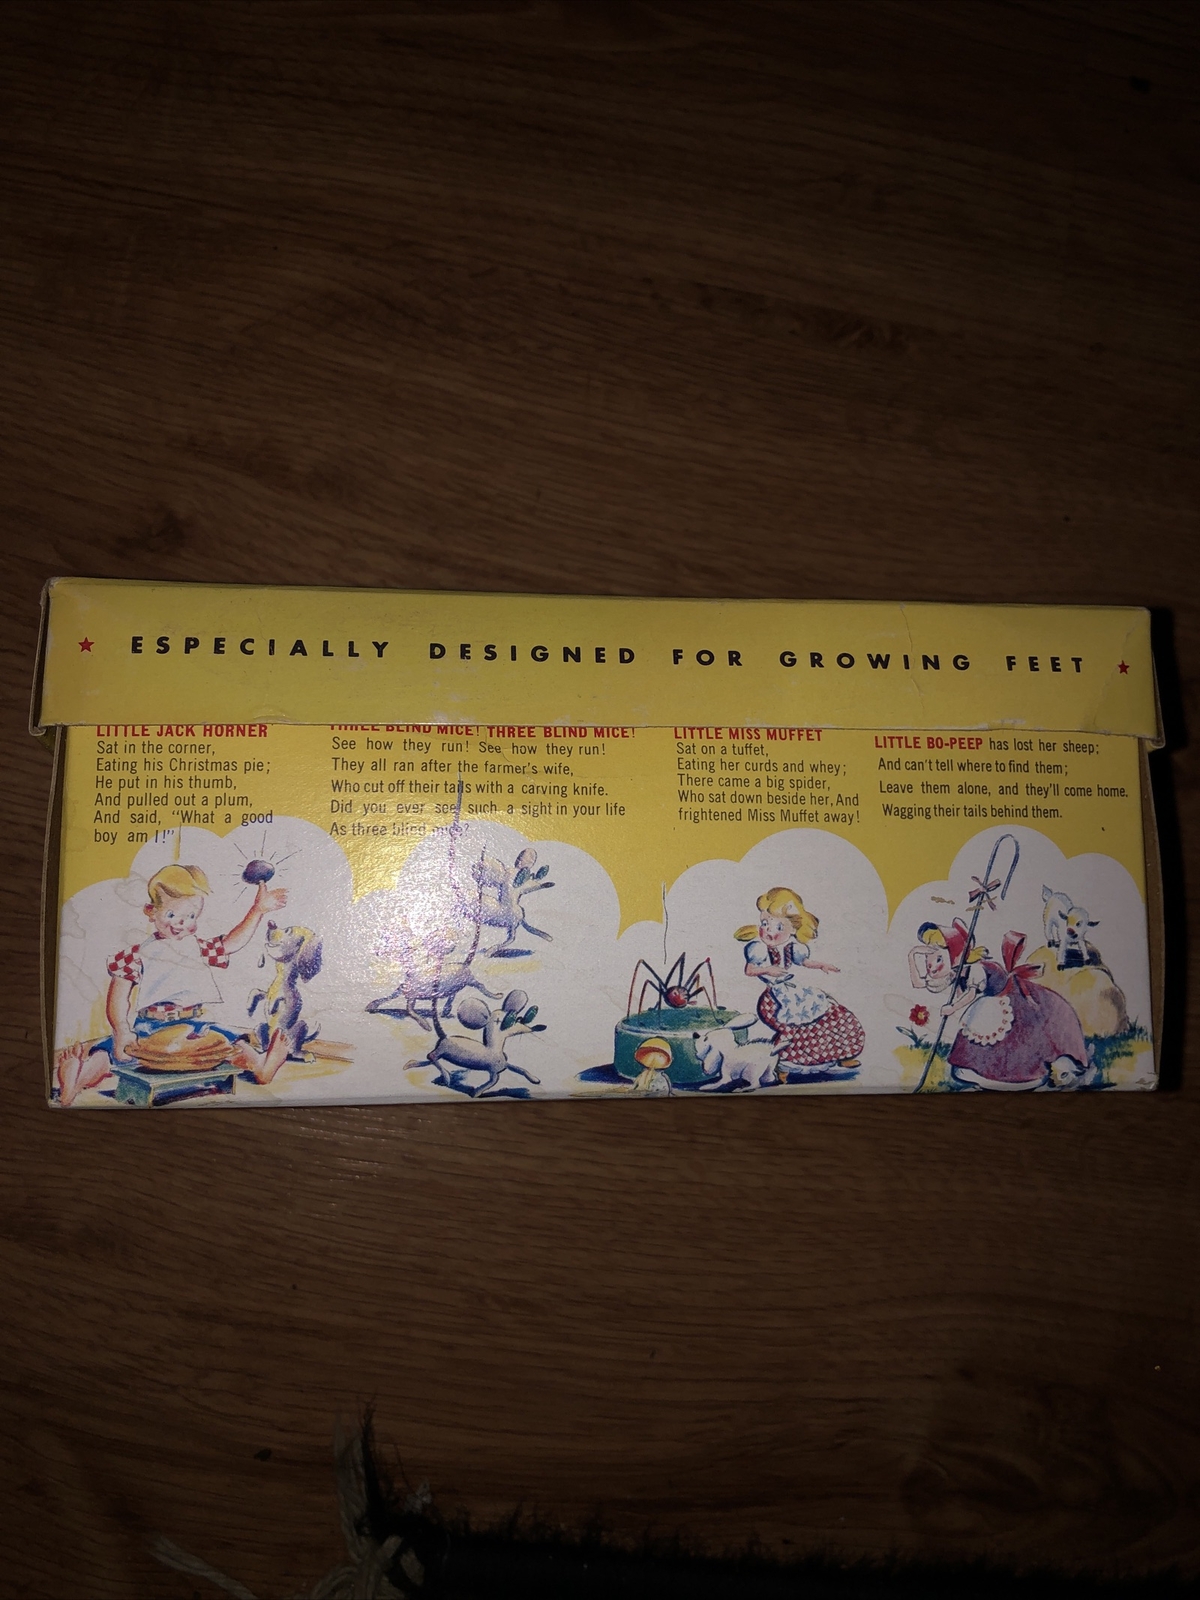 ★ ESPECIALLY DESIGNED FOR GROWING FEET ★
LITTLE JACK HORNER
Sat in the corner,
Eating his Christmas pie;
He put in his thumb,
And pulled out a plum,
And said, "What a good
boy am I!"
THREE BLIND MICE! THREE BLIND MICE!
See how they run! See how they run!
They all ran after the farmer's wife,
Who cut off their tails with a carving knife.
Did you ever see such a sight in your life
As three blind mice?
LITTLE MISS MUFFET
Sat on a tuffet,
Eating her curds and whey;
There came a big spider,
Who sat down beside her, And
frightened Miss Muffet away!
LITTLE BO-PEEP has lost her sheep;
And can't tell where to find them;
Leave them alone, and they'll come home.
Wagging their tails behind them.